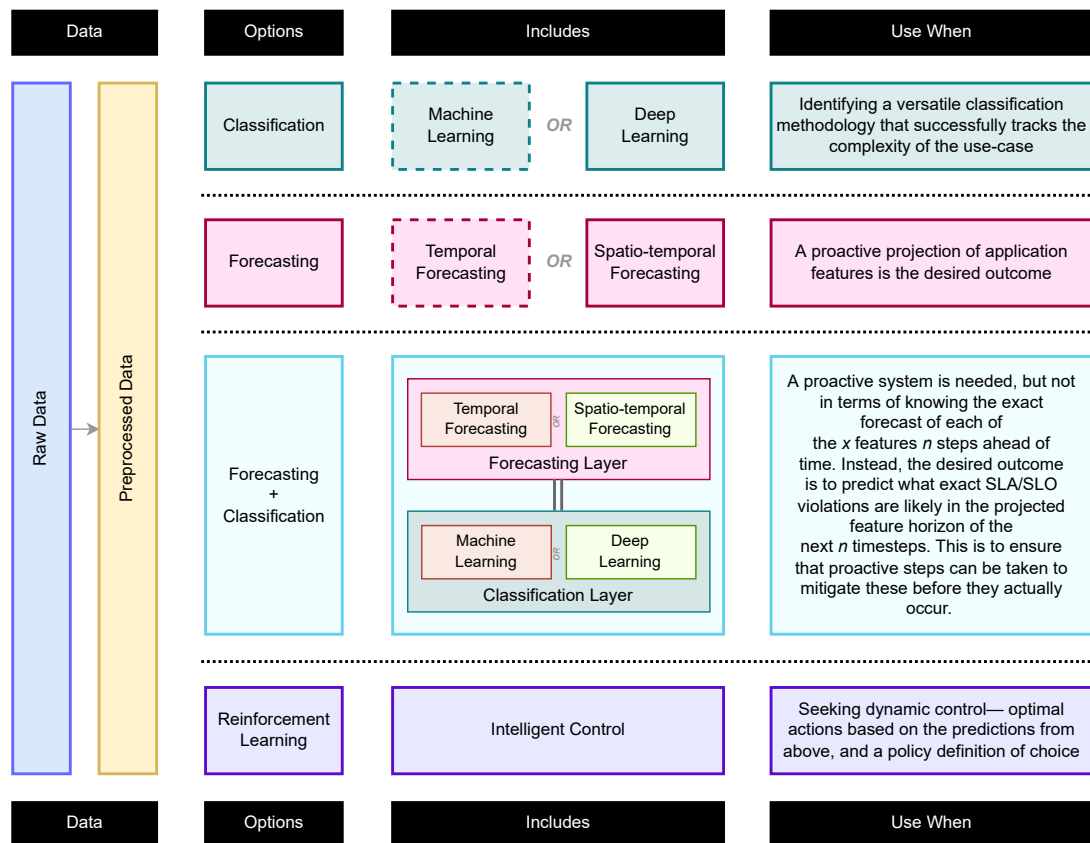 Data
Options
Includes
Use When
Raw Data
Preprocessed Data
Classification
Machine
Learning
OR
Deep
Learning
Identifying a versatile classification
methodology that successfully tracks the
complexity of the use-case
Forecasting
Temporal
Forecasting
OR
Spatio-temporal
Forecasting
A proactive projection of application
features is the desired outcome
Forecasting
+
Classification
Temporal
Forecasting
OR
Spatio-temporal
Forecasting
Forecasting Layer
Machine
Learning
OR
Deep
Learning
Classification Layer
A proactive system is needed, but not
in terms of knowing the exact
forecast of each of
the x features n steps ahead of
time. Instead, the desired outcome
is to predict what exact SLA/SLO
violations are likely in the projected
feature horizon of the
next n timesteps. This is to ensure
that proactive steps can be taken to
mitigate these before they actually
occur.
Reinforcement
Learning
Intelligent Control
Seeking dynamic control— optimal
actions based on the predictions from
above, and a policy definition of choice
Data
Options
Includes
Use When